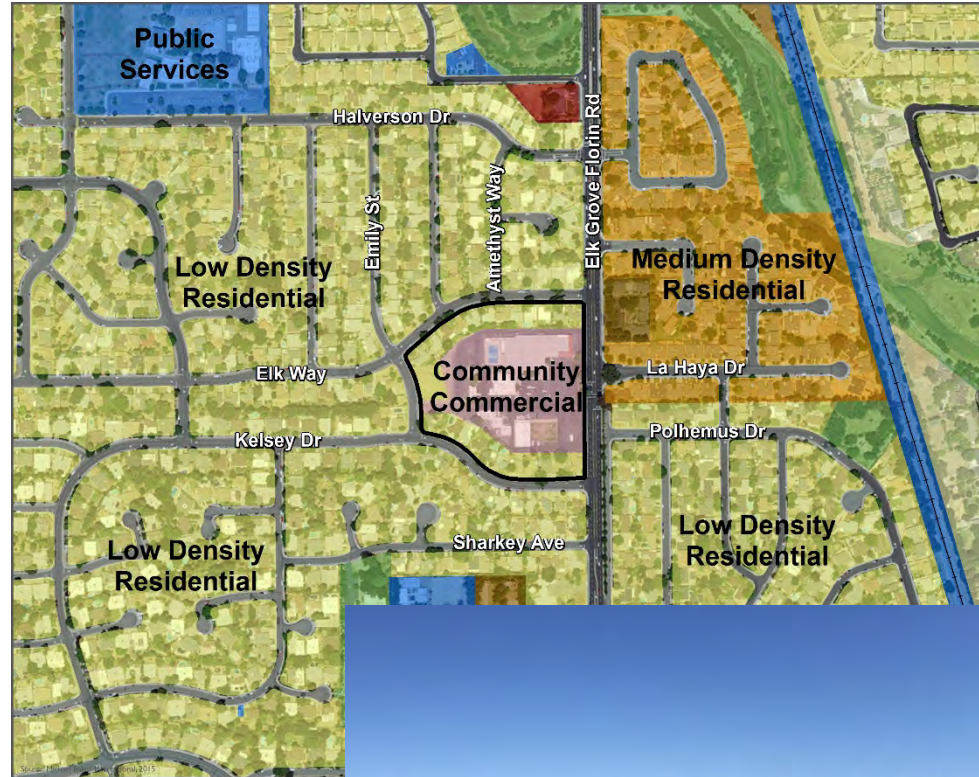 Public
Services
Halverson Dr
Elk Grove Florin Rd
Amethyst Way
Emily St
Low Density
Residential
Medium Density
Residential
Elk Way
Community
Commercial
La Haya Dr
Kelsey Dr
Polhemus Dr
Low Density
Residential
Sharkey Ave
Low Density
Residential
2015